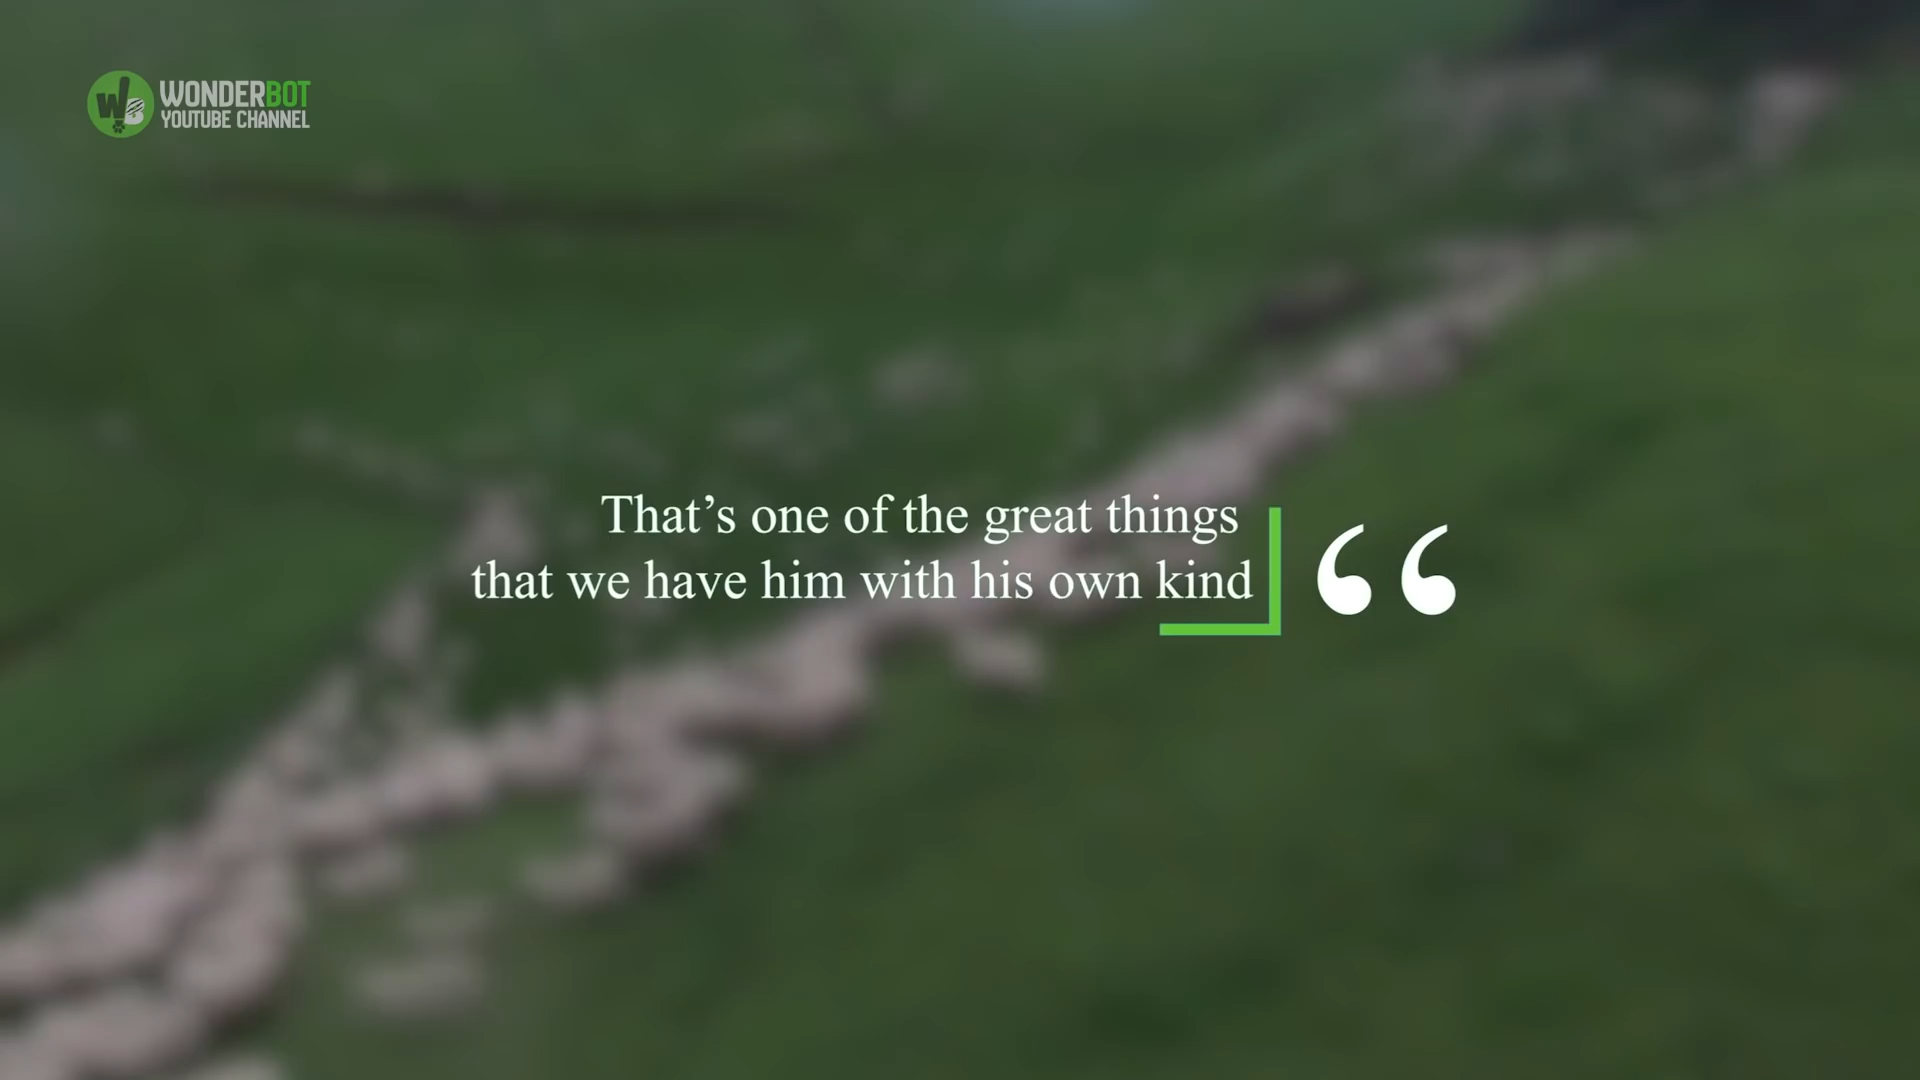 WONDERBOT
YOUTUBE CHANNEL
That’s one of the great things
that we have him with his own kind
“